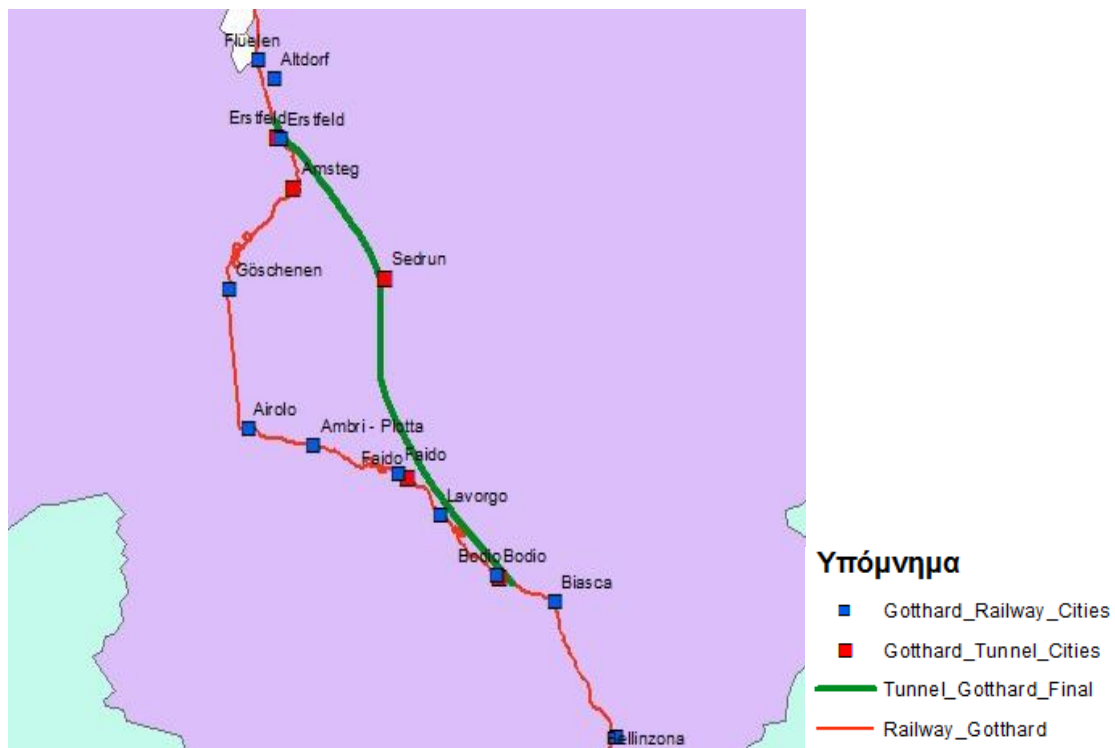 Fluelen
Altdorf
Erstfeld Erstfeld
Amsteg
Sedrun
Göschenen
Airolo
Ambri - Piotta
Faido Faido
Lavorgo
Bodio Bodio
Biasca
Bellinzona
Υπόμνημα
Gotthard_Railway_Cities
Gotthard_Tunnel_Cities
Tunnel_Gotthard_Final
Railway_Gotthard